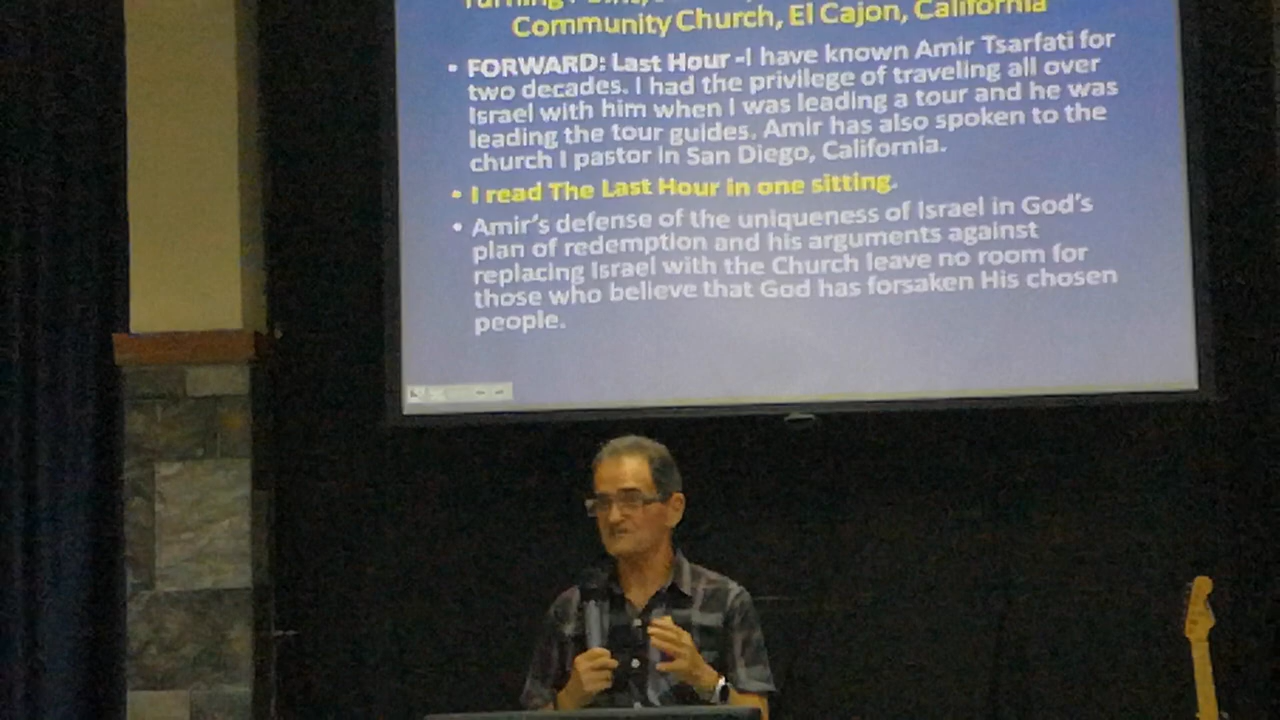 Turning
Community Church, El Cajon, California
• FORWARD: Last Hour -I have known Amir Tsarfati for
two decades. I had the privilege of traveling all over
Israel with him when I was leading a tour and he was
leading the tour guides. Amir has also spoken to the
church I pastor in San Diego, California.
• I read The Last Hour in one sitting.
• Amir's defense of the uniqueness of Israel in God's
plan of redemption and his arguments against
replacing Israel with the Church leave no room for
those who believe that God has forsaken His chosen
people.